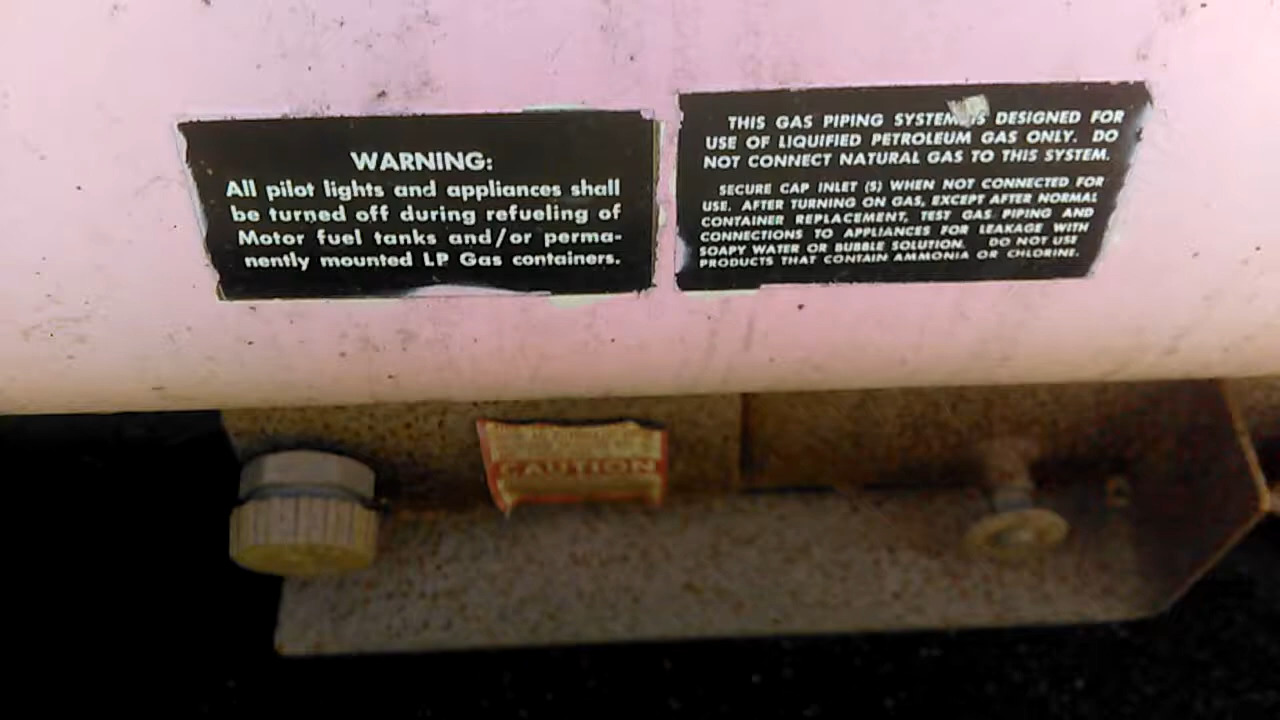 WARNING:
All pilot lights and appliances shall
be turned off during refueling of
Motor fuel tanks and/or perma-
nently mounted LP Gas containers.
THIS GAS PIPING SYSTEM IS DESIGNED FOR
USE OF LIQUIFIED PETROLEUM GAS ONLY. DO
NOT CONNECT NATURAL GAS TO THIS SYSTEM.
SECURE CAP INLET (S) WHEN NOT CONNECTED FOR
USE. AFTER TURNING ON GAS, EXCEPT AFTER NORMAL
CONTAINER REPLACEMENT, TEST GAS PIPING AND
CONNECTIONS TO APPLIANCES FOR LEAKAGE WITH
SOAPY WATER OR BUBBLE SOLUTION. DO NOT USE
PRODUCTS THAT CONTAIN AMMONIA OR CHLORINE.
CAUTION